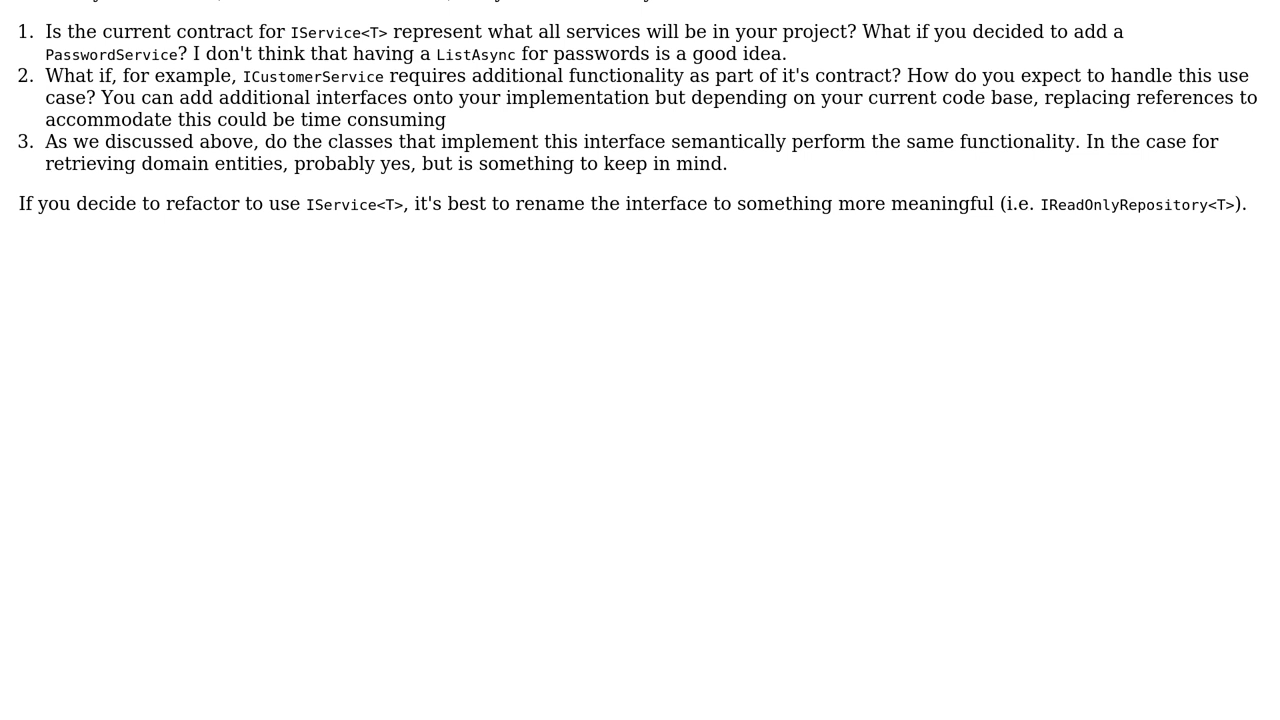 1. Is the current contract for IService<T> represent what all services will be in your project? What if you decided to add a
PasswordService? I don't think that having a ListAsync for passwords is a good idea.
2. What if, for example, ICustomerService requires additional functionality as part of it's contract? How do you expect to handle this use
case? You can add additional interfaces onto your implementation but depending on your current code base, replacing references to
accommodate this could be time consuming
3. As we discussed above, do the classes that implement this interface semantically perform the same functionality. In the case for
retrieving domain entities, probably yes, but is something to keep in mind.
If you decide to refactor to use IService<T>, it's best to rename the interface to something more meaningful (i.e. IReadOnlyRepository<T>).